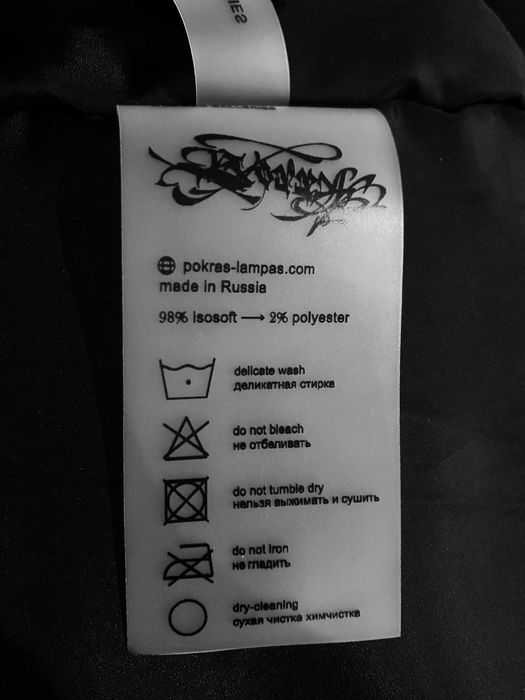 IES
pokras-lampas.com
made in Russia
98% isosoft ⟶ 2% polyester
delicate wash
деликатная стирка
do not bleach
не отбеливать
do not tumble dry
нельзя выжимать и сушить
do not iron
не гладить
dry-cleaning
сухая чистка химчистка